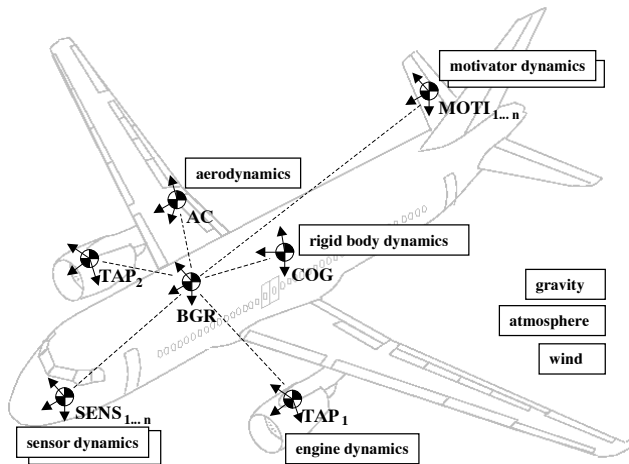 motivator dynamics
MOTI1... n
aerodynamics
AC
rigid body dynamics
TAP2
COG
gravity
BGR
atmosphere
wind
SENS1... n
TAP1
sensor dynamics
engine dynamics